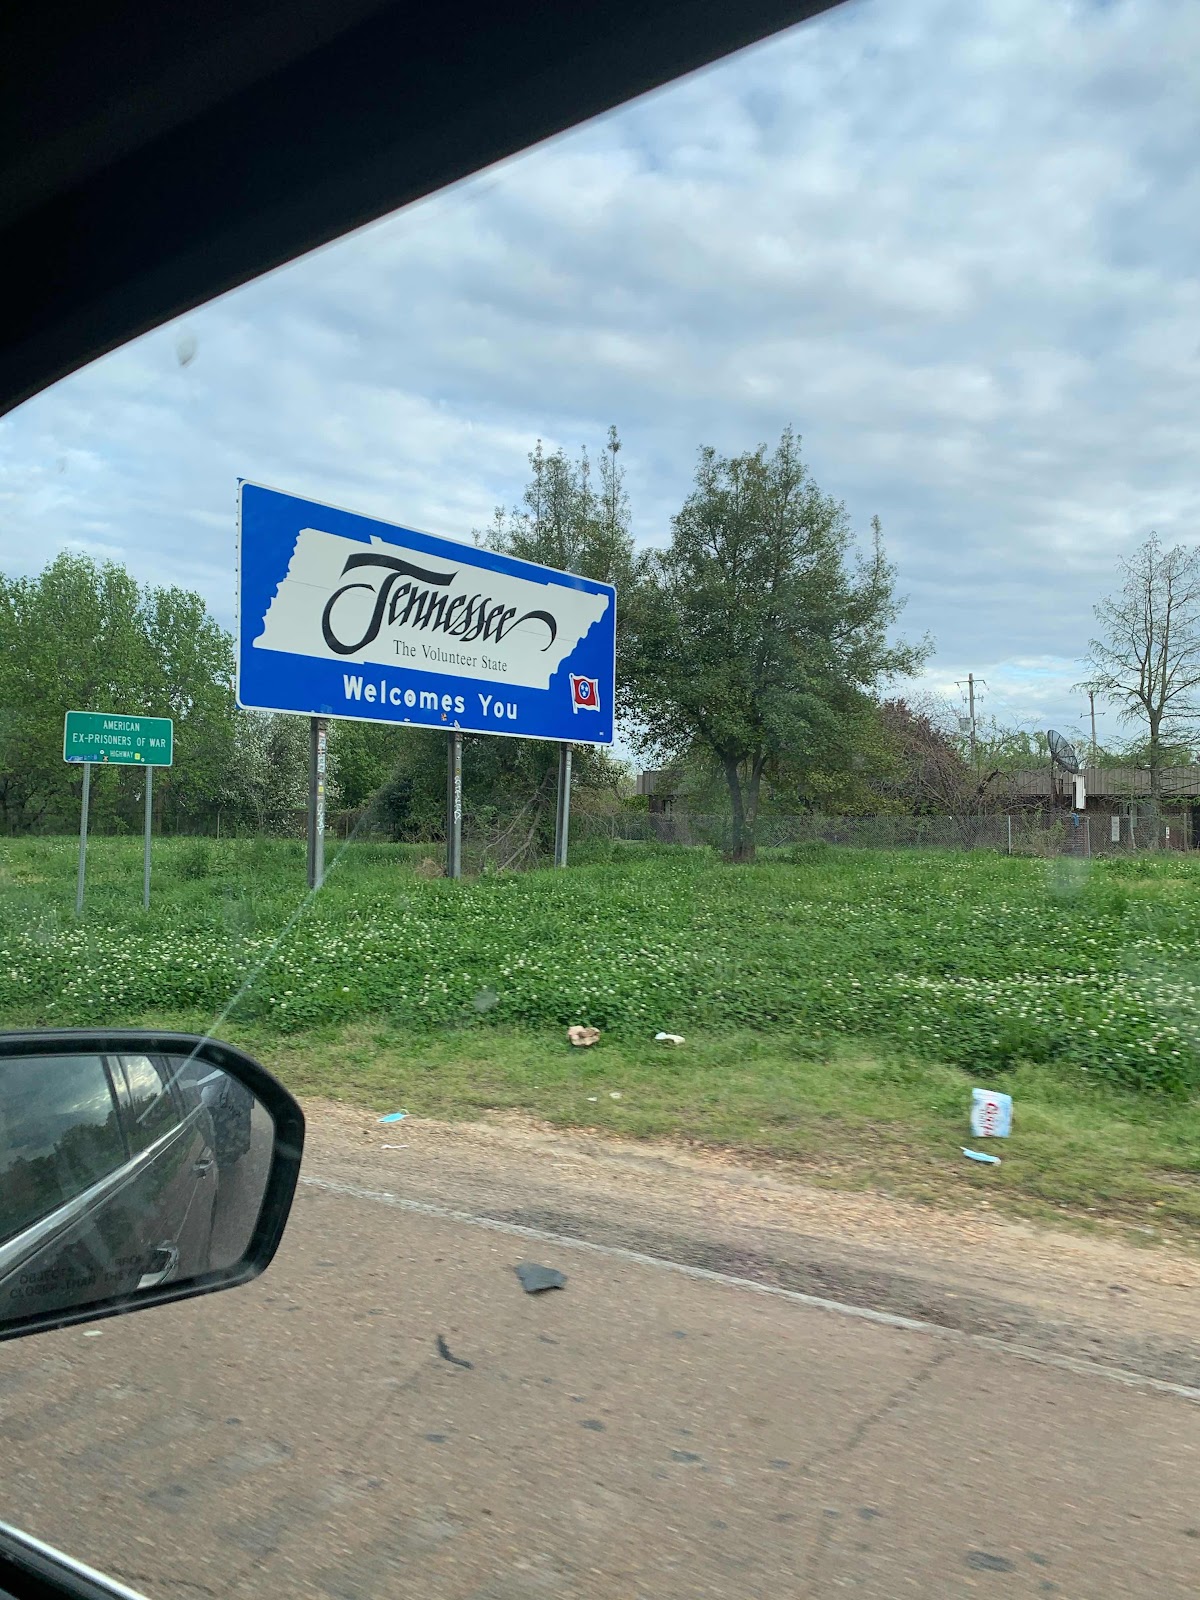 AMERICAN
EX-PRISONERS OF WAR
HIGHWAY
Tennessee
The Volunteer State
Welcomes You